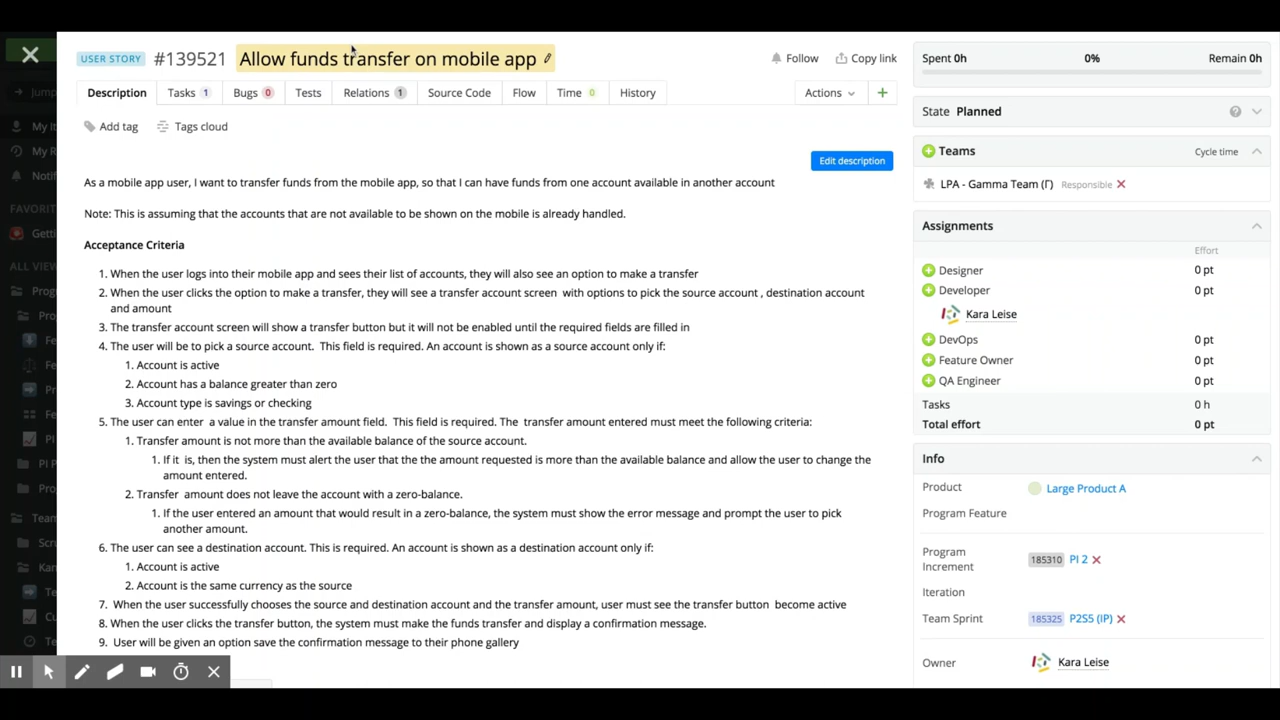 USER STORY #139521 Allow funds transfer on mobile app
Follow Copy link
Description Tasks 1 Bugs 0 Tests Relations 1 Source Code Flow Time 0 History Actions
Add tag Tags cloud
Edit description
As a mobile app user, I want to transfer funds from the mobile app, so that I can have funds from one account available in another account
Note: This is assuming that the accounts that are not available to be shown on the mobile is already handled.
Acceptance Criteria
1. When the user logs into their mobile app and sees their list of accounts, they will also see an option to make a transfer
2. When the user clicks the option to make a transfer, they will see a transfer account screen with options to pick the source account , destination account
and amount
3. The transfer account screen will show a transfer button but it will not be enabled until the required fields are filled in
4. The user will be to pick a source account. This field is required. An account is shown as a source account only if:
1. Account is active
2. Account has a balance greater than zero
3. Account type is savings or checking
5. The user can enter a value in the transfer amount field. This field is required. The transfer amount entered must meet the following criteria:
1. Transfer amount is not more than the available balance of the source account.
1. If it is, then the system must alert the user that the the amount requested is more than the available balance and allow the user to change the
amount entered.
2. Transfer amount does not leave the account with a zero-balance.
1. If the user entered an amount that would result in a zero-balance, the system must show the error message and prompt the user to pick
another amount.
6. The user can see a destination account. This is required. An account is shown as a destination account only if:
1. Account is active
2. Account is the same currency as the source
7. When the user successfully chooses the source and destination account and the transfer amount, user must see the transfer button become active
8. When the user clicks the transfer button, the system must make the funds transfer and display a confirmation message.
9. User will be given an option save the confirmation message to their phone gallery
Spent 0h 0% Remain 0h
State Planned
Teams Cycle time
LPA - Gamma Team (Γ) Responsible
Assignments
Effort
Designer 0 pt
Developer 0 pt
Kara Leise
DevOps 0 pt
Feature Owner 0 pt
QA Engineer 0 pt
Tasks 0 h
Total effort 0 pt
Info
Product Large Product A
Program Feature
Program
Increment 185310 PI 2
Iteration
Team Sprint 185325 P2S5 (IP)
Owner Kara Leise
Jump
My
My R
Notif
FAVORIT
Getti
ALL VIEW
Prog
Pro
Fe
Fe
Pr
Fe
PI
PI P
Prog
Team
Scru
Kan
Te
Cu
Te